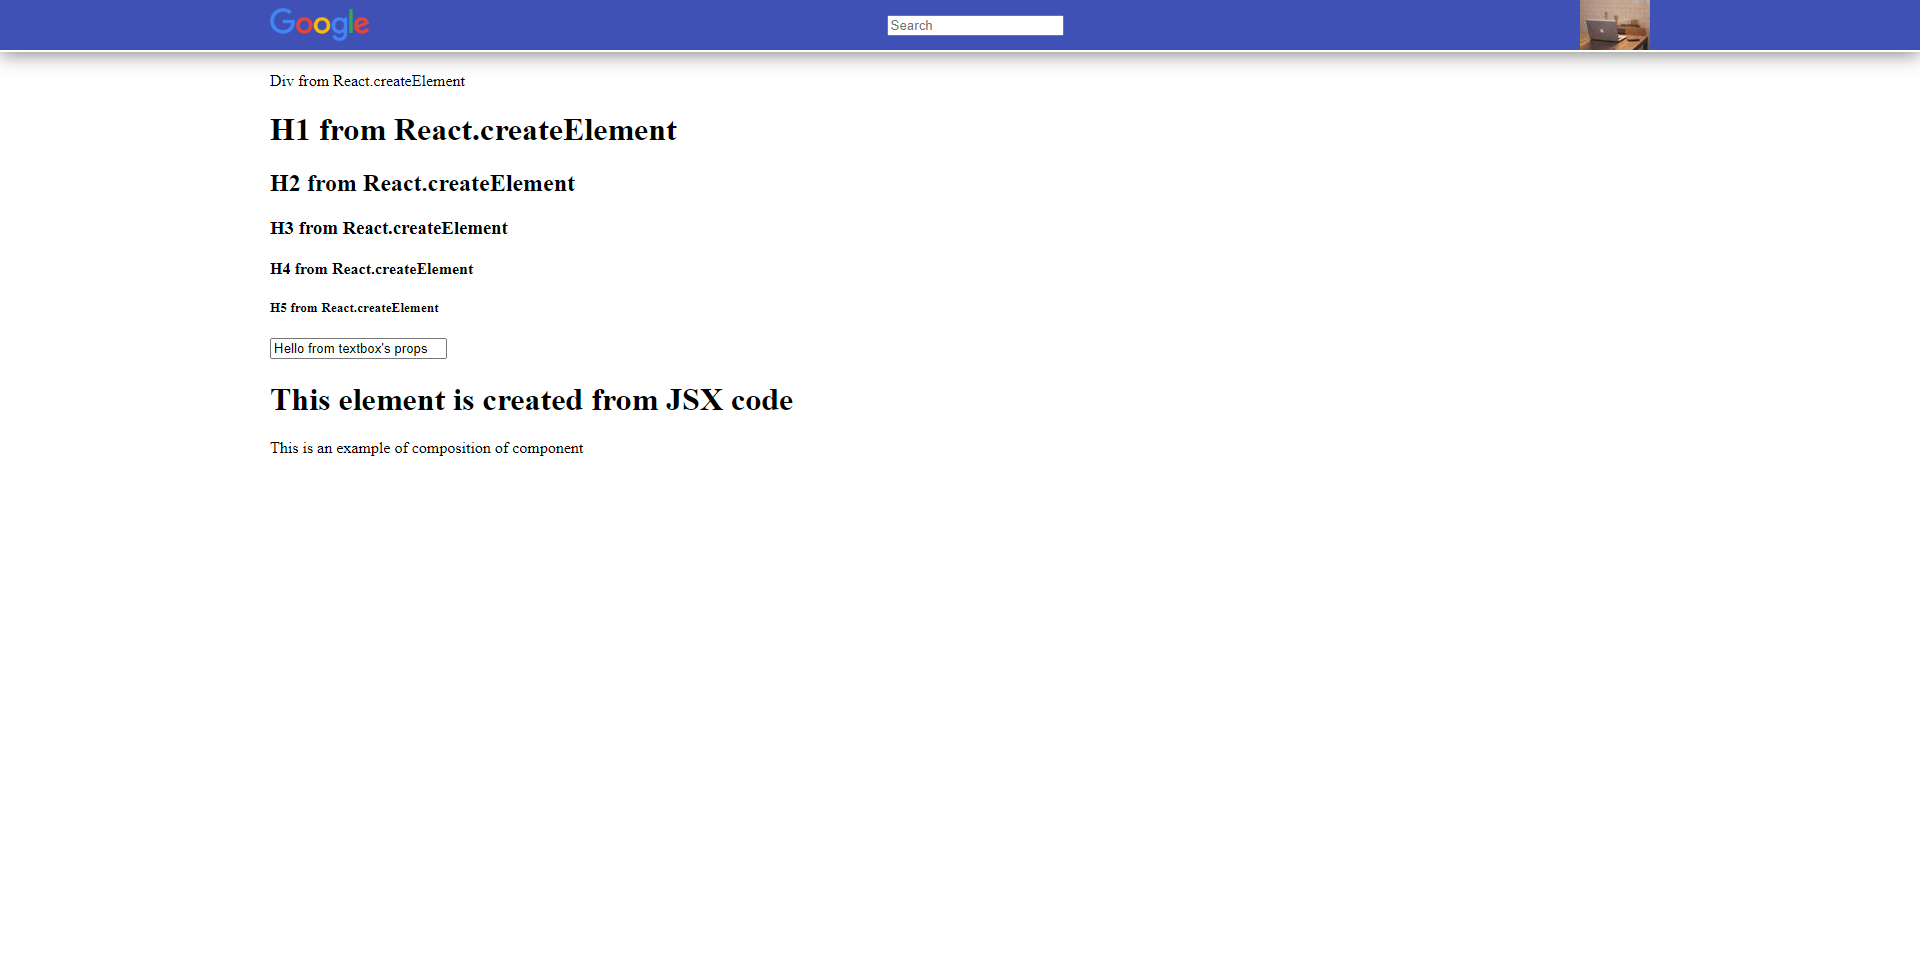 Google
Search
Div from React.createElement
H1 from React.createElement
H2 from React.createElement
H3 from React.createElement
H4 from React.createElement
H5 from React.createElement
Hello from textbox's props
This element is created from JSX code
This is an example of composition of component